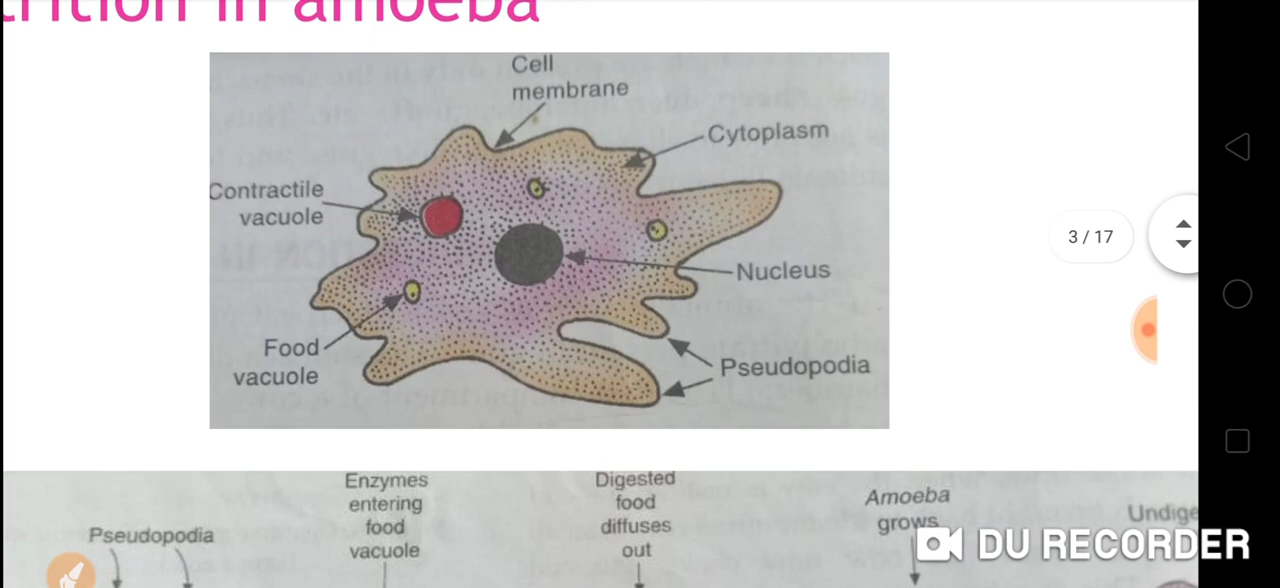 trition in amoeba
Cell
membrane
Cytoplasm
Contractile
vacuole
3 / 17
Nucleus
Food
vacuole
Pseudopodia
Enzymes
entering
food
vacuole
Digested
food
diffuses
out
Amoeba
grows
Undige
Pseudopodia
DU RECORDER